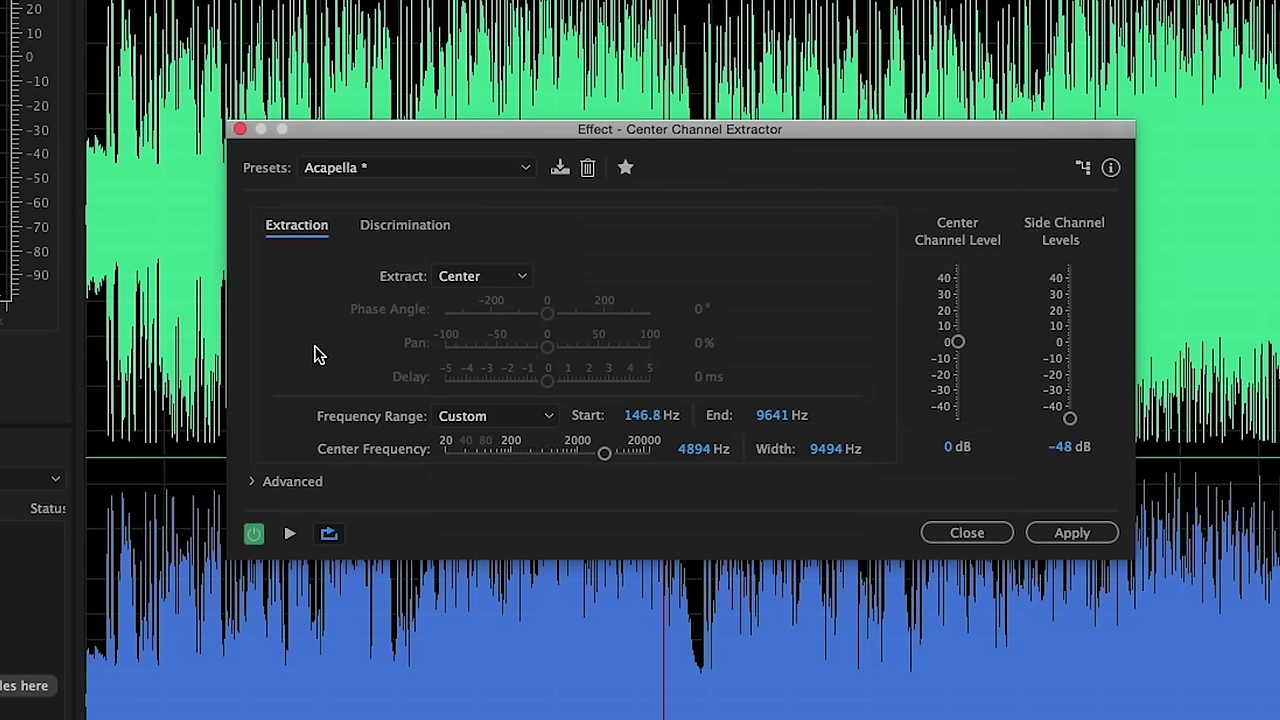 20
10
0
-10
-20
-30
-40
-50
-60
-70
-80
-90
Status
les here
Effect - Center Channel Extractor
Presets: Acapella *
Extraction Discrimination
Extract: Center
-200 0 200
Phase Angle: 0 °
-100 -50 0 50 100
Pan: 0 %
-5 -4 -3 -2 -1 0 1 2 3 4 5
Delay: 0 ms
Frequency Range: Custom Start: 146.8 Hz End: 9641 Hz
20 40 80 200 2000 20000
Center Frequency: 4894 Hz Width: 9494 Hz
Advanced
Center
Channel Level
40
30
20
10
0
-10
-20
-30
-40
0 dB
Side Channel
Levels
40
30
20
10
0
-10
-20
-30
-40
-48 dB
Close Apply